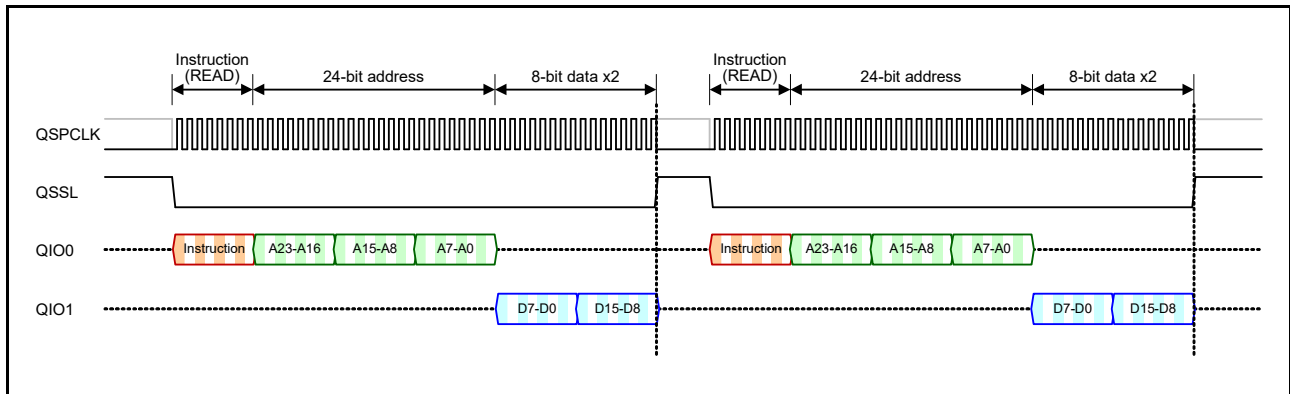 Instruction
(READ) 24-bit address 8-bit data x2 Instruction
(READ) 24-bit address 8-bit data x2
QSPCLK
QSSL
QIO0 Instruction A23-A16 A15-A8 A7-A0 Instruction A23-A16 A15-A8 A7-A0
QIO1 D7-D0 D15-D8 D7-D0 D15-D8